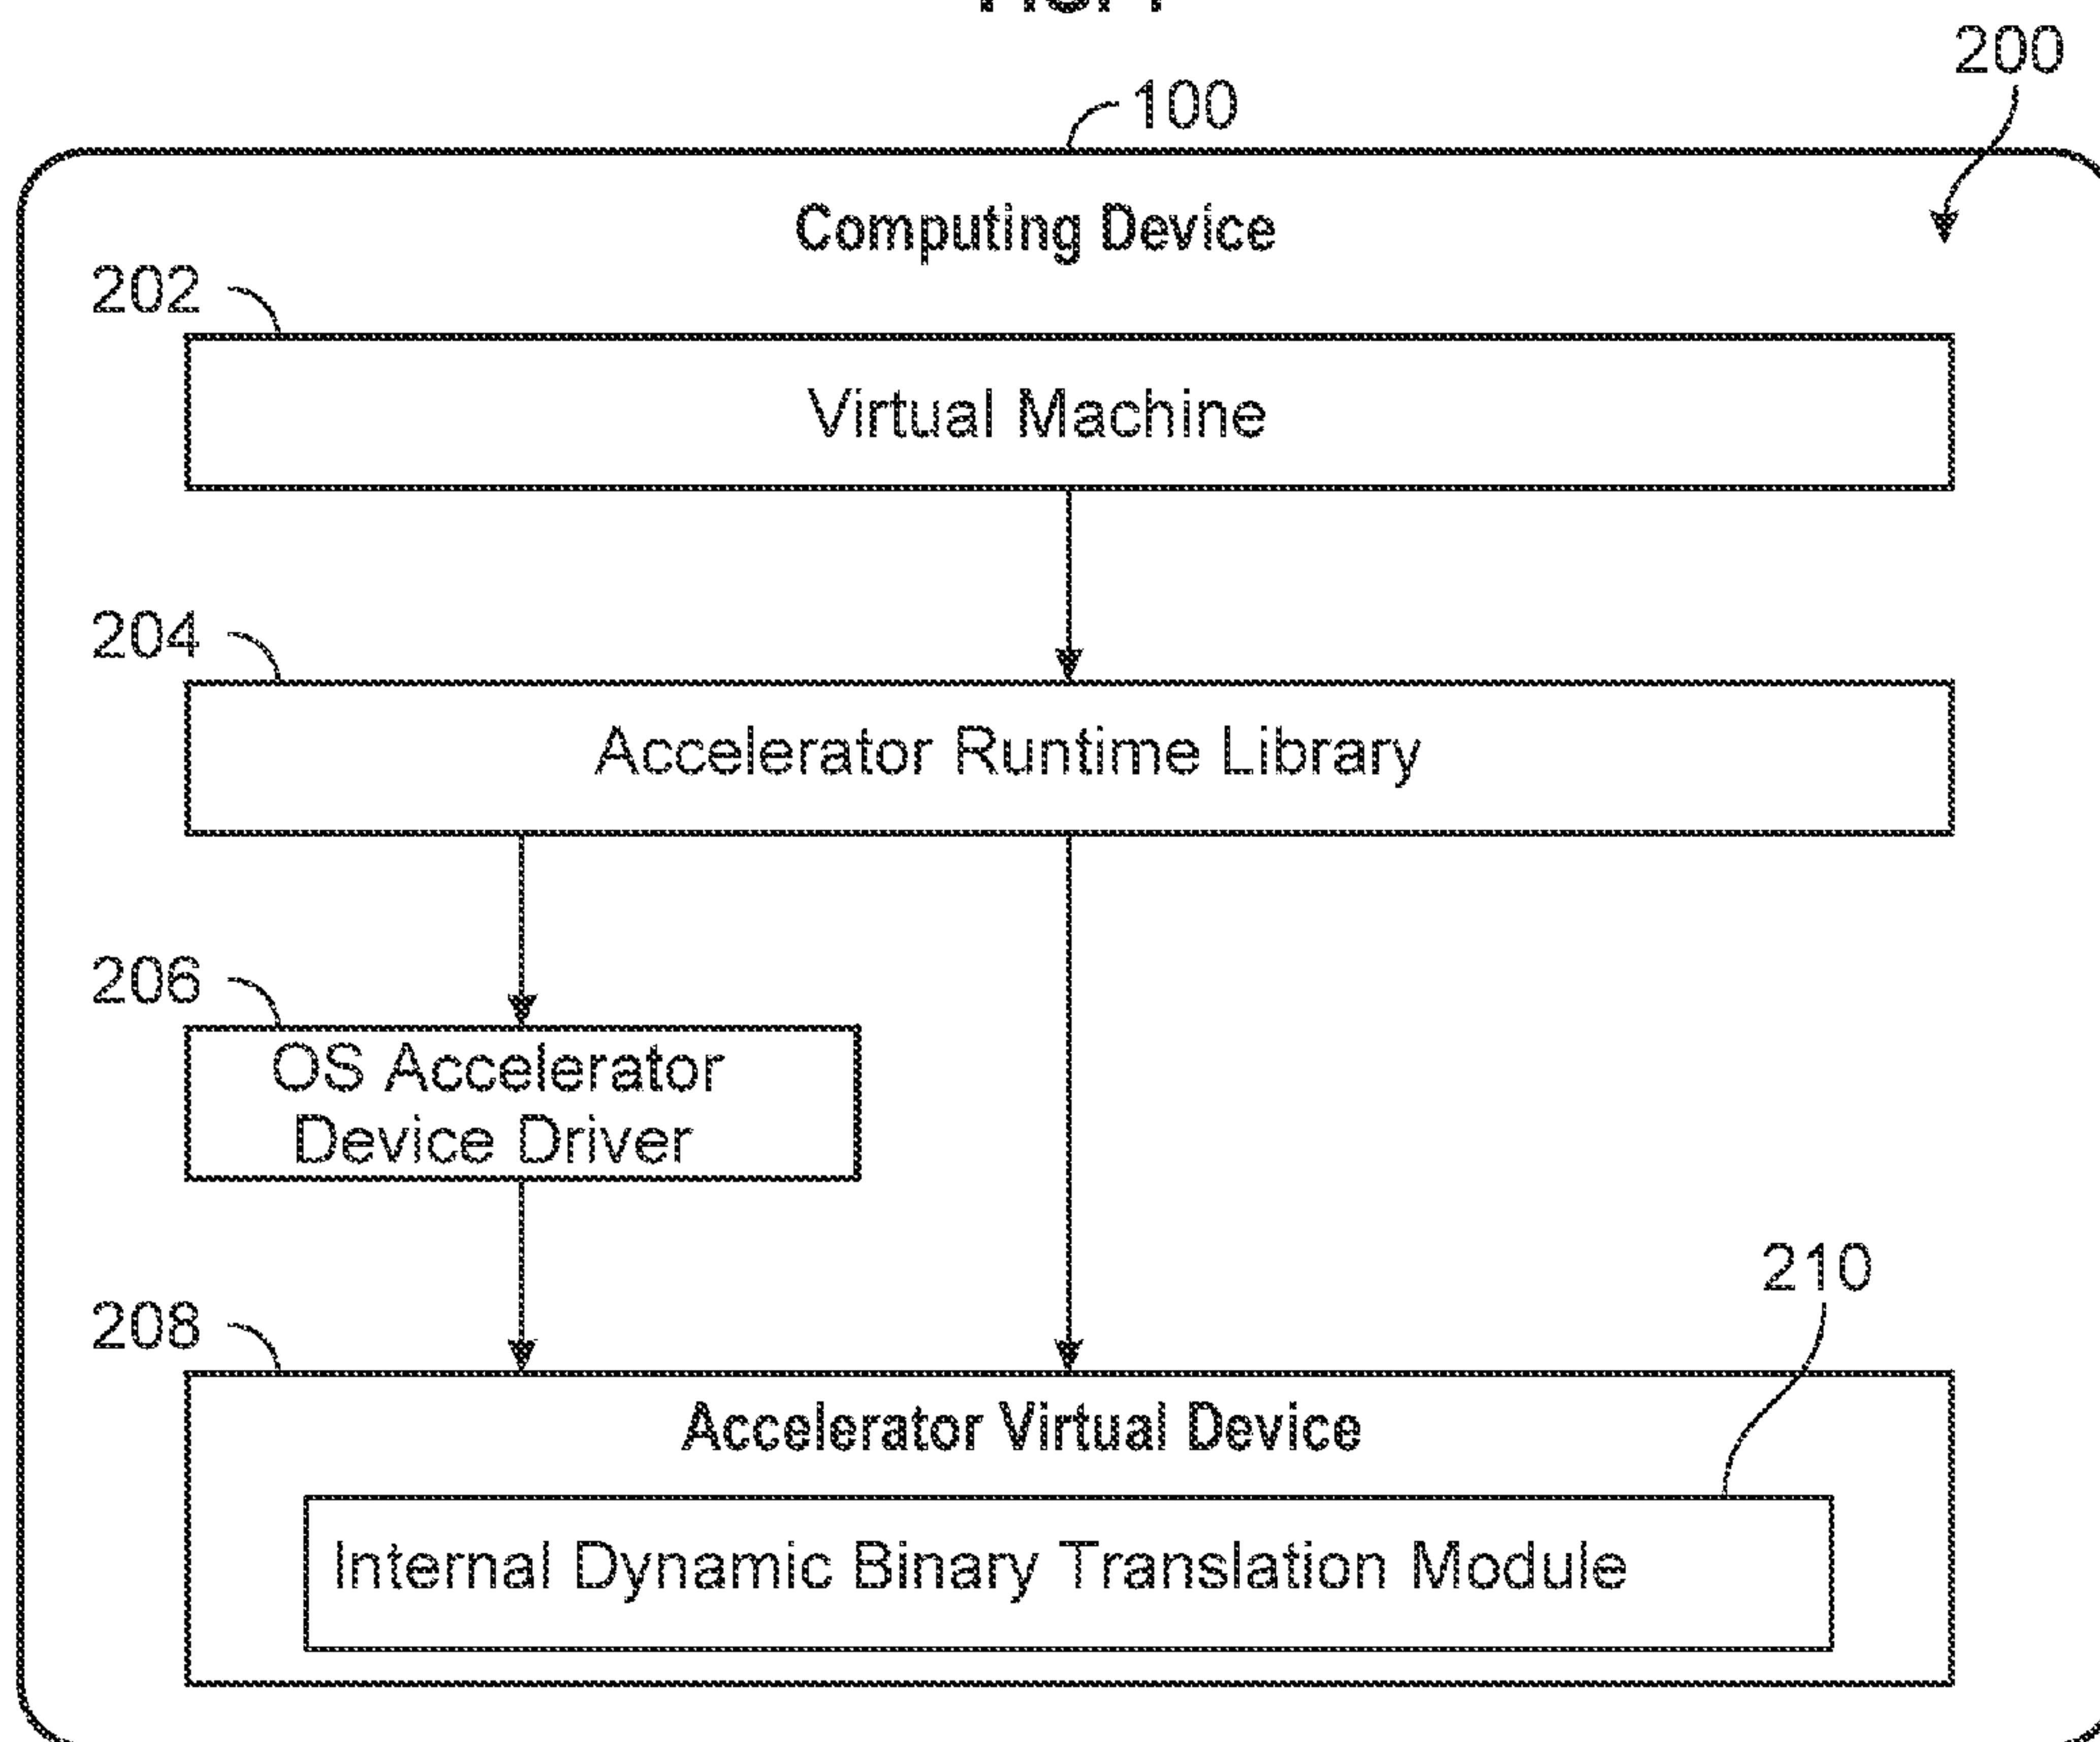 200
100
Computing Device
202
Virtual Machine
204
Accelerator Runtime Library
206
OS Accelerator
Device Driver
210
208
Accelerator Virtual Device
Internal Dynamic Binary Translation Module